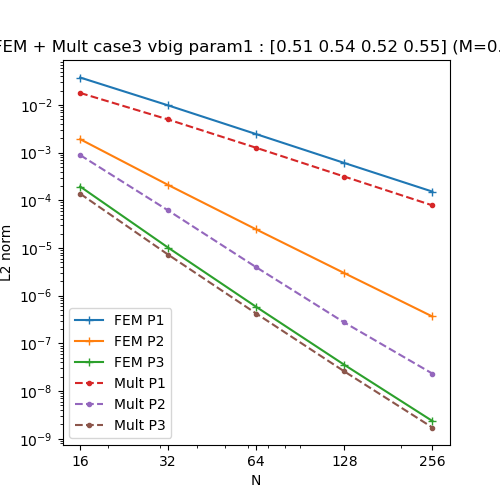 FEM + Mult case3 vbig param1 : [0.51 0.54 0.52 0.55] (M=0.
L2 norm
10⁻²
10⁻³
10⁻⁴
10⁻⁵
10⁻⁶
10⁻⁷
10⁻⁸
10⁻⁹
FEM P1
FEM P2
FEM P3
Mult P1
Mult P2
Mult P3
16 32 64 128 256
N